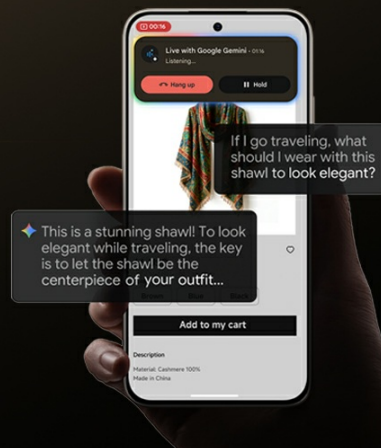 00:16
Live with Google Gemini · 01:16
Listening...
Hang up
Hold
If I go traveling, what
should I wear with this
shawl to look elegant?
This is a stunning shawl! To look
elegant while traveling, the key
is to let the shawl be the
centerpiece of your outfit...
Add to my cart
Description
Material: Cashmere 100%
Made in China